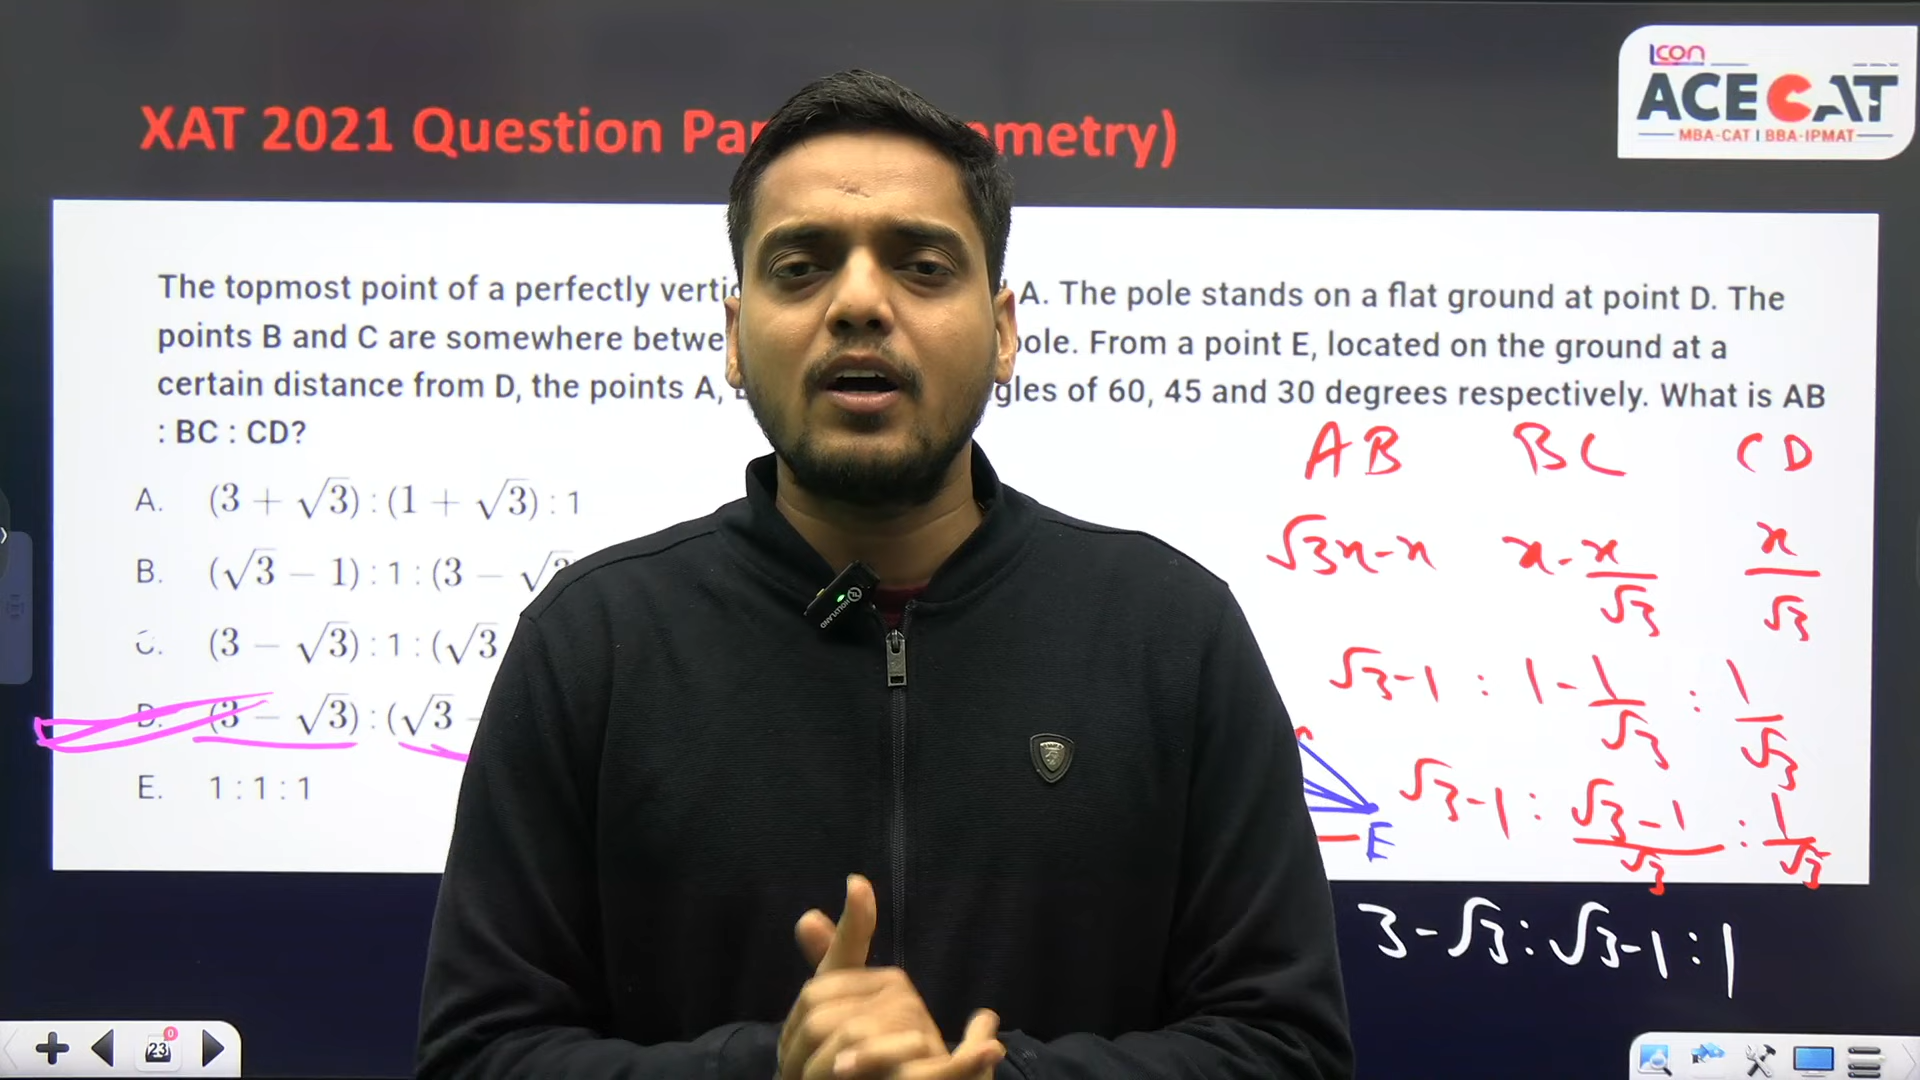 XAT 2021 Question Pa mmetry)
Icon
ACE CAT
MBA-CAT | BBA-IPMAT
The topmost point of a perfectly vertic A. The pole stands on a flat ground at point D. The
points B and C are somewhere betwe pole. From a point E, located on the ground at a
certain distance from D, the points A, gles of 60, 45 and 30 degrees respectively. What is AB
: BC : CD?
A. (3 + √3) : (1 + √3) : 1
B. (√3 − 1) : 1 : (3 −
C. (3 − √3) : 1 : (√3
D. (3 − √3) : (√3 −
E. 1 : 1 : 1
AB BC CD
√3x-x x-x/√3 x/√3
√3-1 : 1-1/√3 : 1/√3
√3-1 : √3-1/√3 : 1/√3
E
3-√3 : √3-1 : 1
HOLLYLAND
23
0